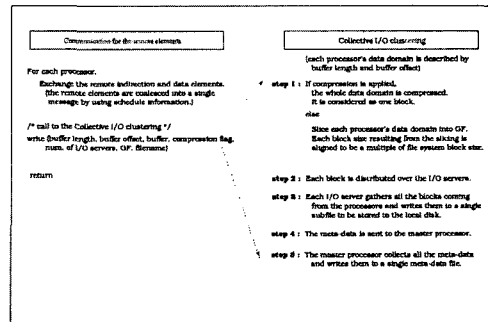 Communication for the remote elements
For each processor,
Exchange the remote indirection and data elements.
(the remote elements are coalesced into a single
message by using schedule information.)
/* call to the Collective I/O clustering */
write (buffer length, buffer offset, buffer, compression flag,
num. of I/O servers, GF, filename)
return
Collective I/O clustering
(each processor's data domain is described by
buffer length and buffer offset)
step 1 : If compression is applied,
the whole data domain is compressed.
It is considered as one block.
else
Slice each processor's data domain into GF.
Each block size resulting from the slicing is
aligned to be a multiple of file system block size.
step 2 : Each block is distributed over the I/O servers.
step 3 : Each I/O server gathers all the blocks coming
from the processors and writes them to a single
subfile to be stored to the local disk.
step 4 : The meta-data is sent to the master processor.
step 5 : The master processor collects all the meta-data
and writes them to a single meta-data file.